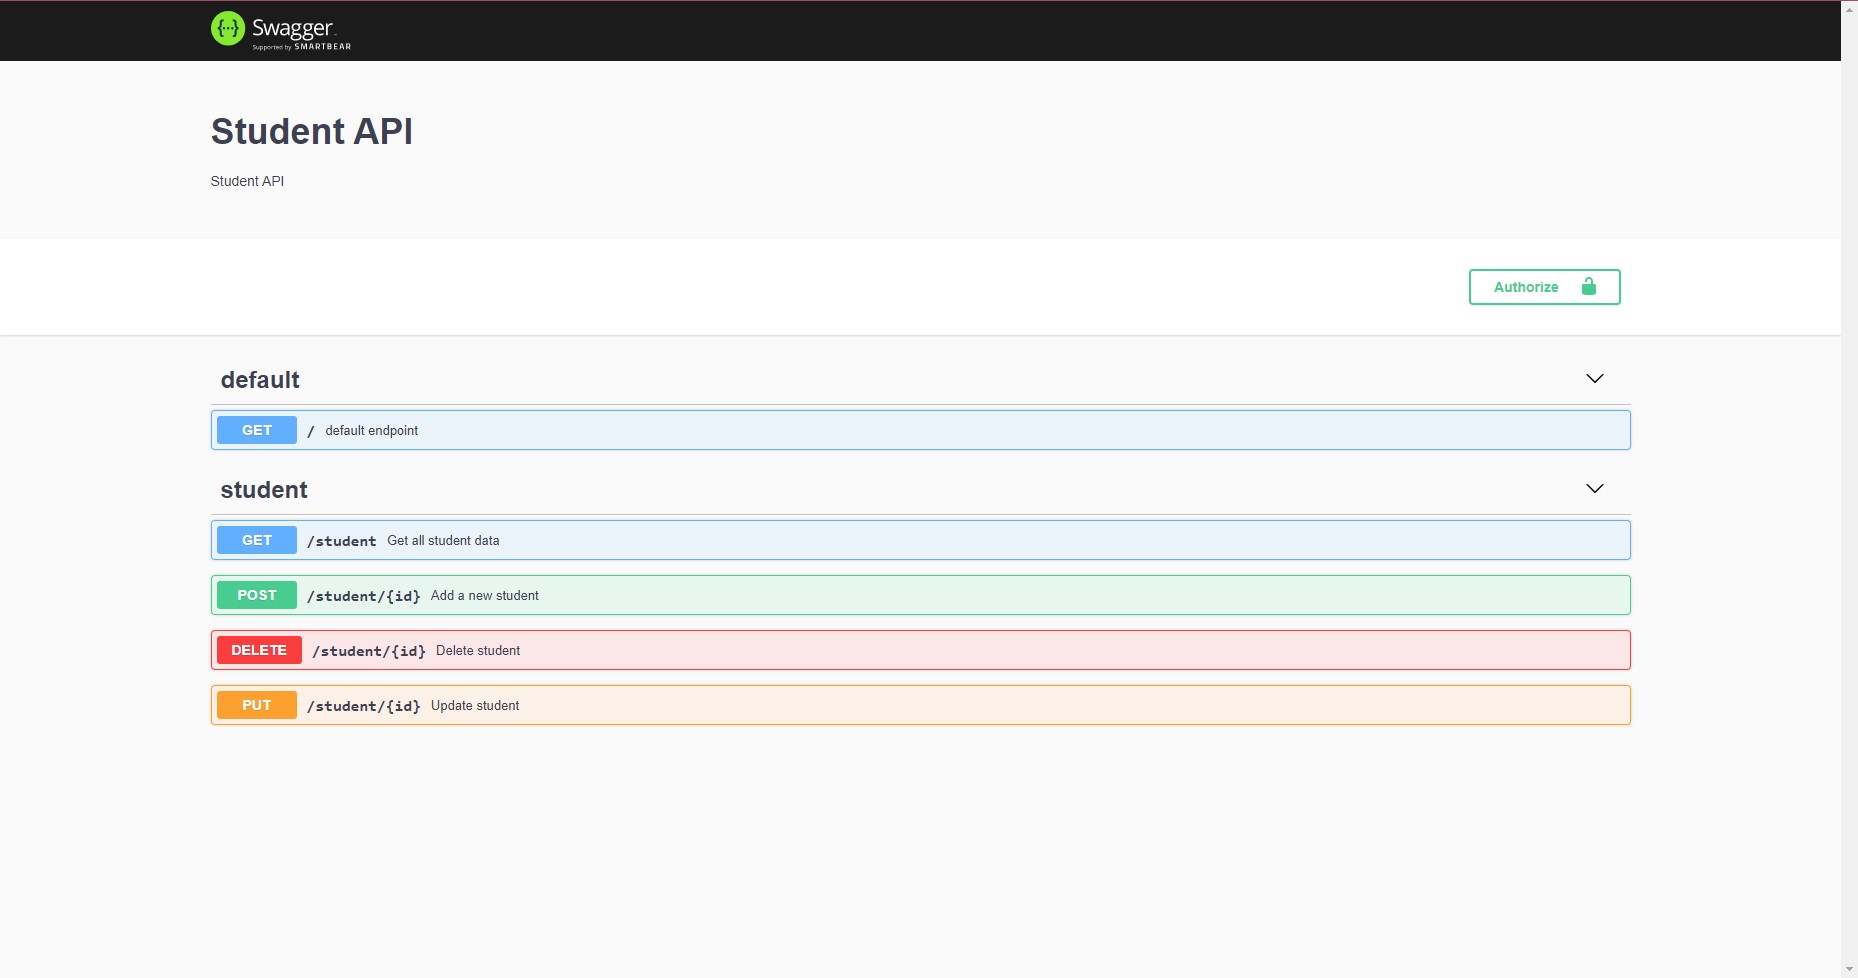 Swagger
Supported by SMARTBEAR
Student API
Student API
Authorize
default
GET / default endpoint
student
GET /student Get all student data
POST /student/{id} Add a new student
DELETE /student/{id} Delete student
PUT /student/{id} Update student